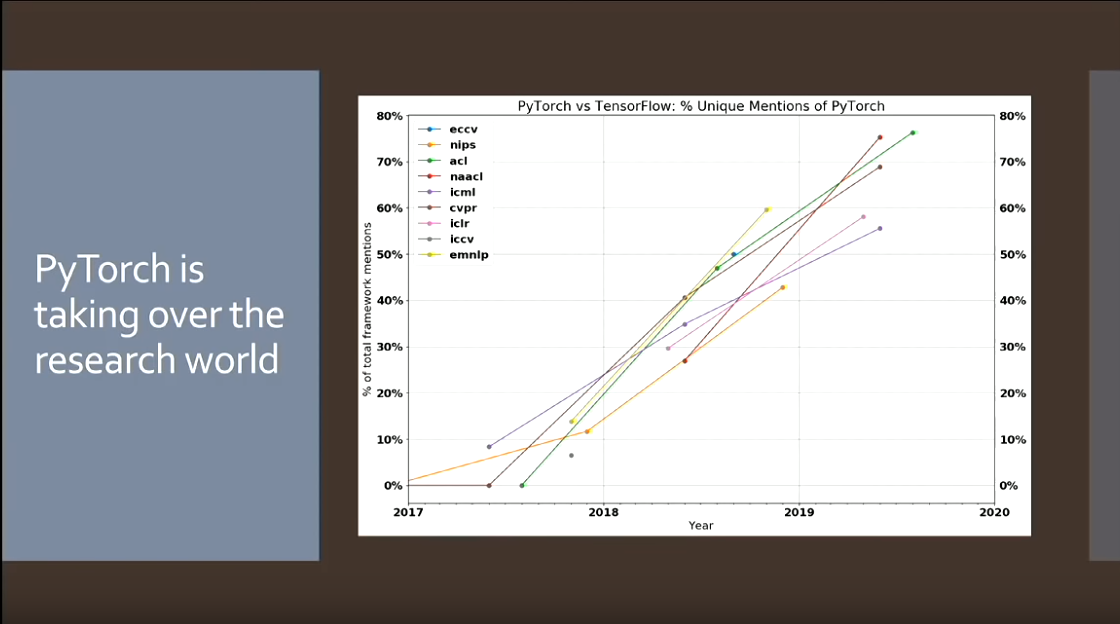 PyTorch is
taking over the
research world
PyTorch vs TensorFlow: % Unique Mentions of PyTorch
% of total framework mentions
80%
70%
60%
50%
40%
30%
20%
10%
0%
eccv
nips
acl
naacl
icml
cvpr
iclr
iccv
emnlp
80%
70%
60%
50%
40%
30%
20%
10%
0%
2017 2018 2019 2020
Year